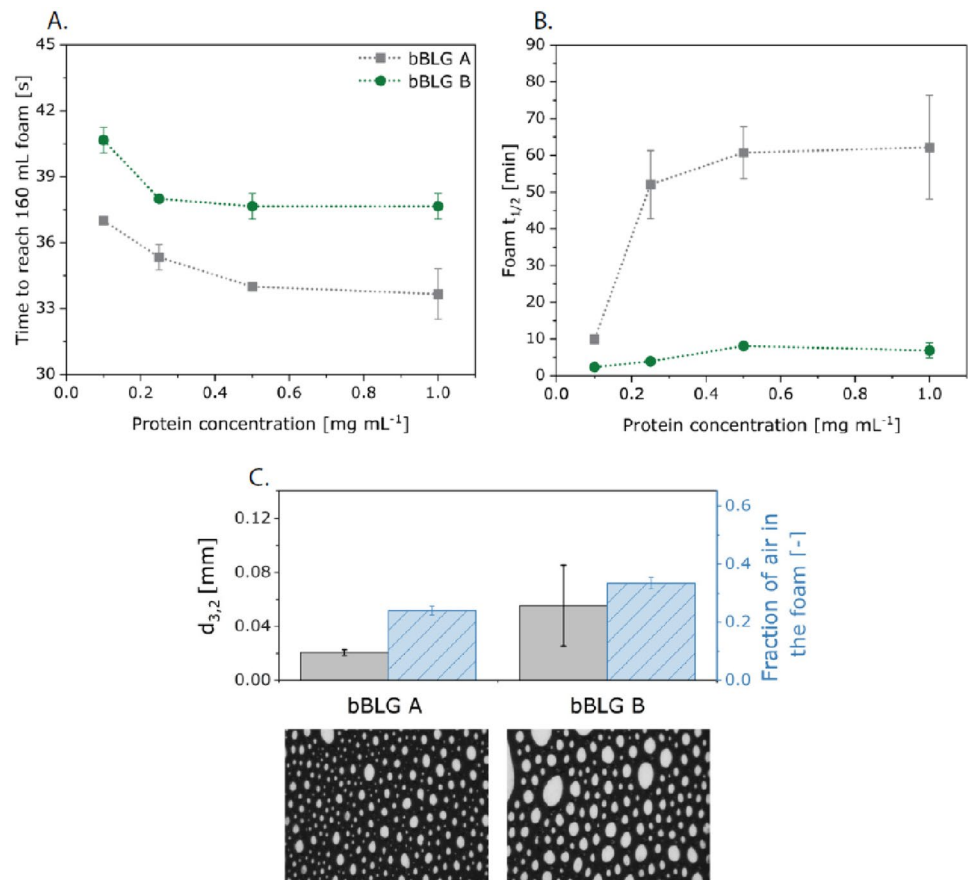 A.
45
42
39
36
33
30
Time to reach 160 mL foam [s]
bBLG A
bBLG B
0.0 0.2 0.4 0.6 0.8 1.0
Protein concentration [mg mL⁻¹]
B.
90
80
70
60
50
40
30
20
10
0
Foam t₁/₂ [min]
0.0 0.2 0.4 0.6 0.8 1.0
Protein concentration [mg mL⁻¹]
C.
0.12
0.08
0.04
0.00
d₃,₂ [mm]
0.6
0.4
0.2
0.0
Fraction of air in
the foam [-]
bBLG A bBLG B